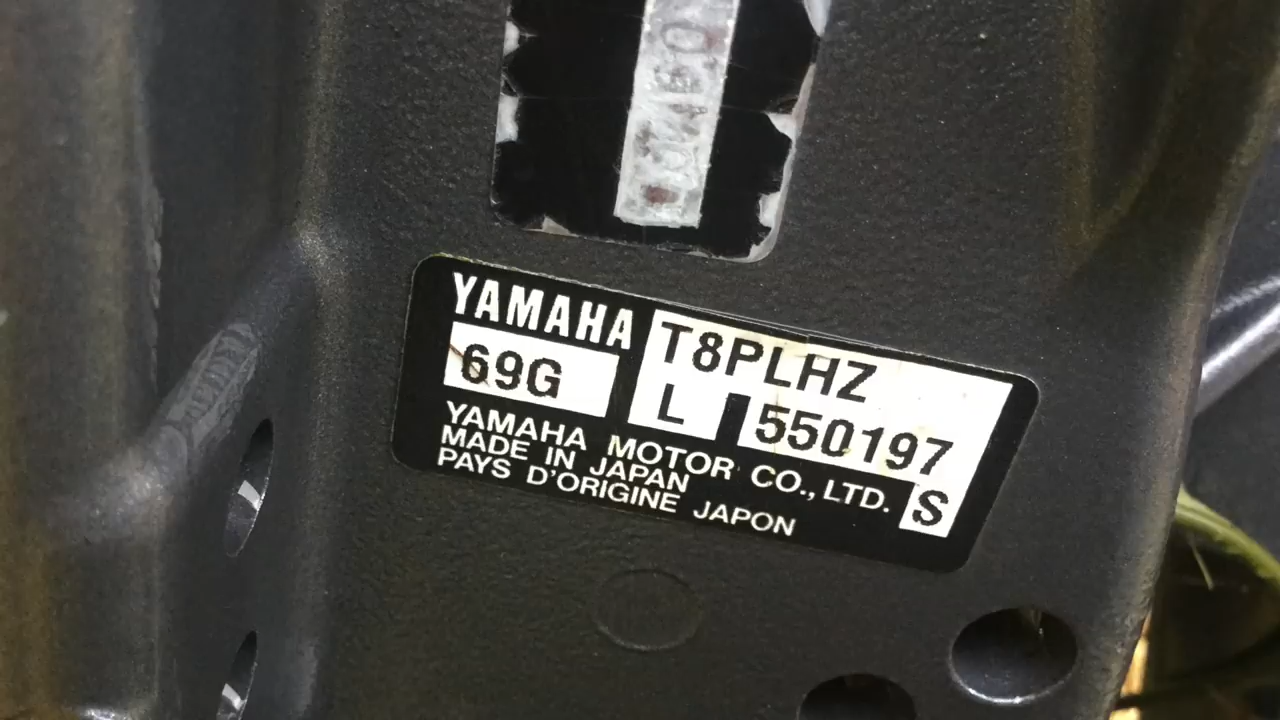 YAMAHA T8PLHZ
69G L 550197
YAMAHA MOTOR CO., LTD. S
MADE IN JAPAN
PAYS D'ORIGINE JAPON